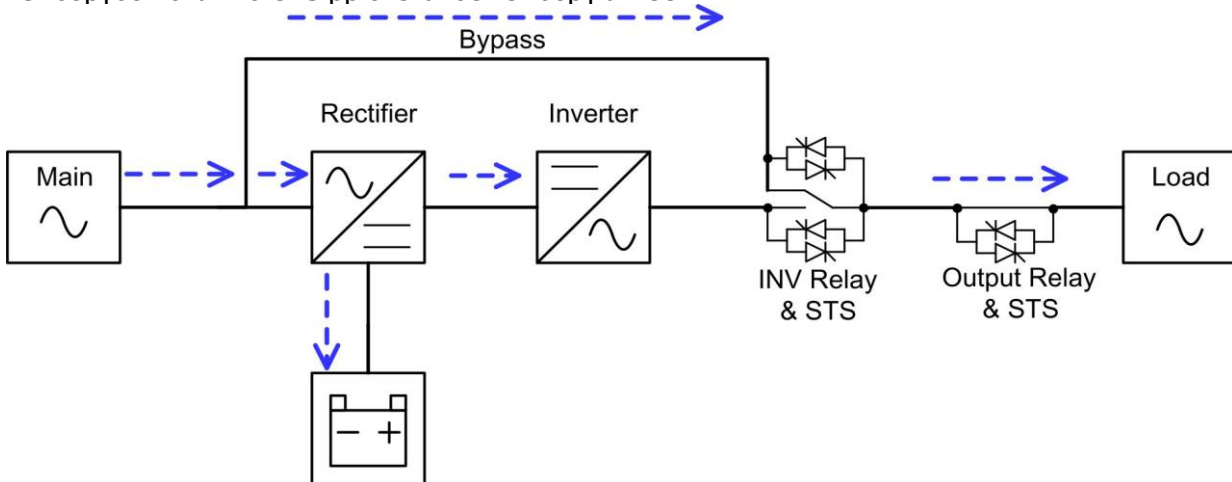 Bypass
Rectifier
Inverter
Main
Load
INV Relay
& STS
Output Relay
& STS